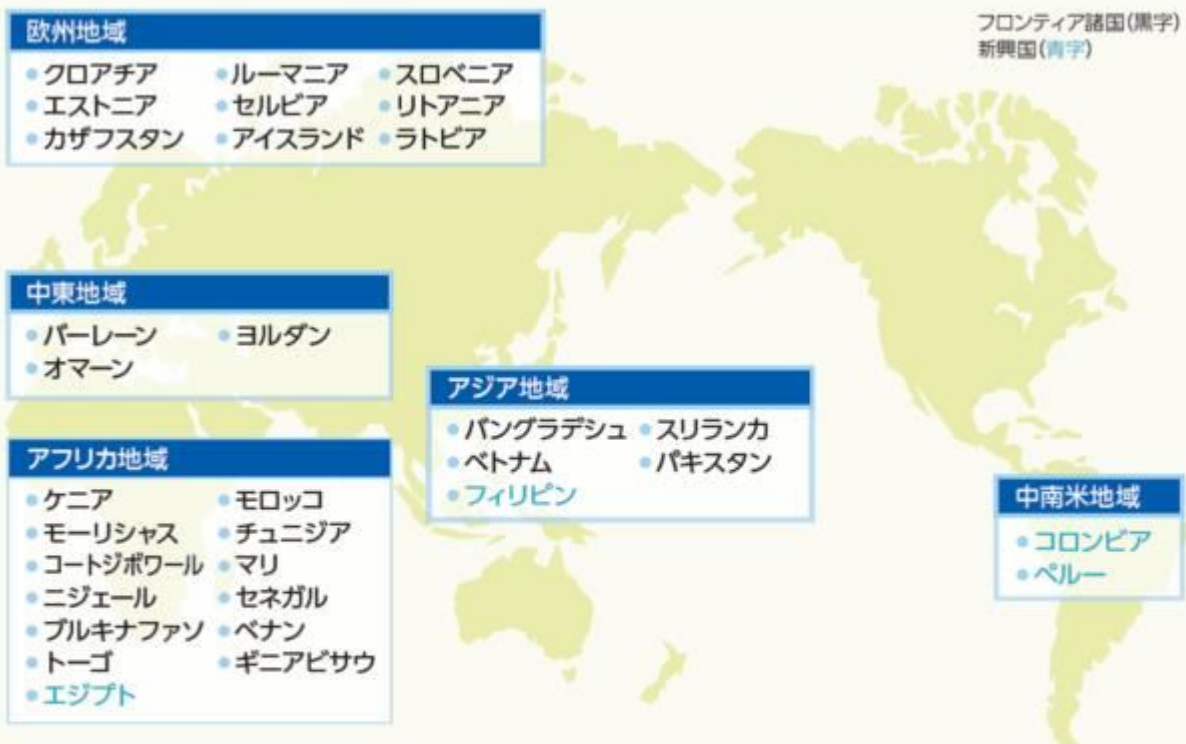 フロンティア諸国(黒字)
新興国(青字)
欧州地域
•クロアチア •ルーマニア •スロベニア
•エストニア •セルビア •リトアニア
•カザフスタン •アイスランド •ラトビア
中東地域
•バーレーン •ヨルダン
•オマーン
アジア地域
•バングラデシュ •スリランカ
•ベトナム •パキスタン
•フィリピン
アフリカ地域
•ケニア •モロッコ
•モーリシャス •チュニジア
•コートジボワール •マリ
•ニジェール •セネガル
•ブルキナファソ •ベナン
•トーゴ •ギニアビサウ
•エジプト
中南米地域
•コロンビア
•ペルー